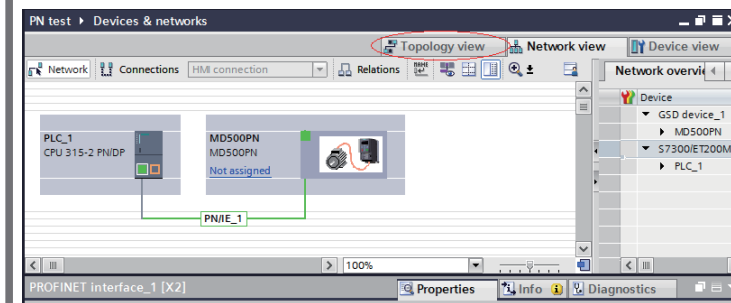 PN test ▸ Devices & networks
Topology view Network view Device view
Network Connections HMI connection Relations Network overvi
Device
GSD device_1
MD500PN
S7300/ET200M
PLC_1
PLC_1
CPU 315-2 PN/DP
MD500PN
MD500PN
Not assigned
PN/IE_1
100%
PROFINET interface_1 [X2] Properties Info Diagnostics